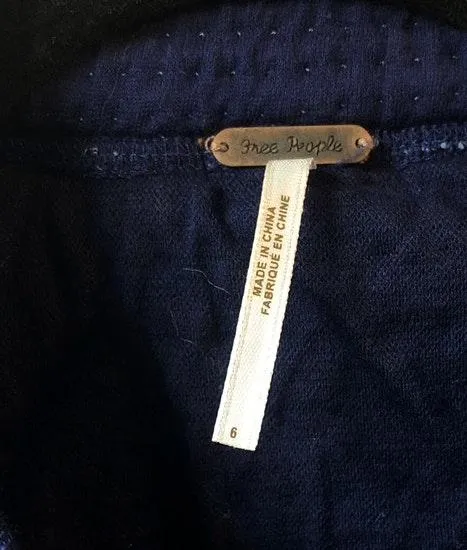 Free People
MADE IN CHINA
FABRIQUÉ EN CHINE
6